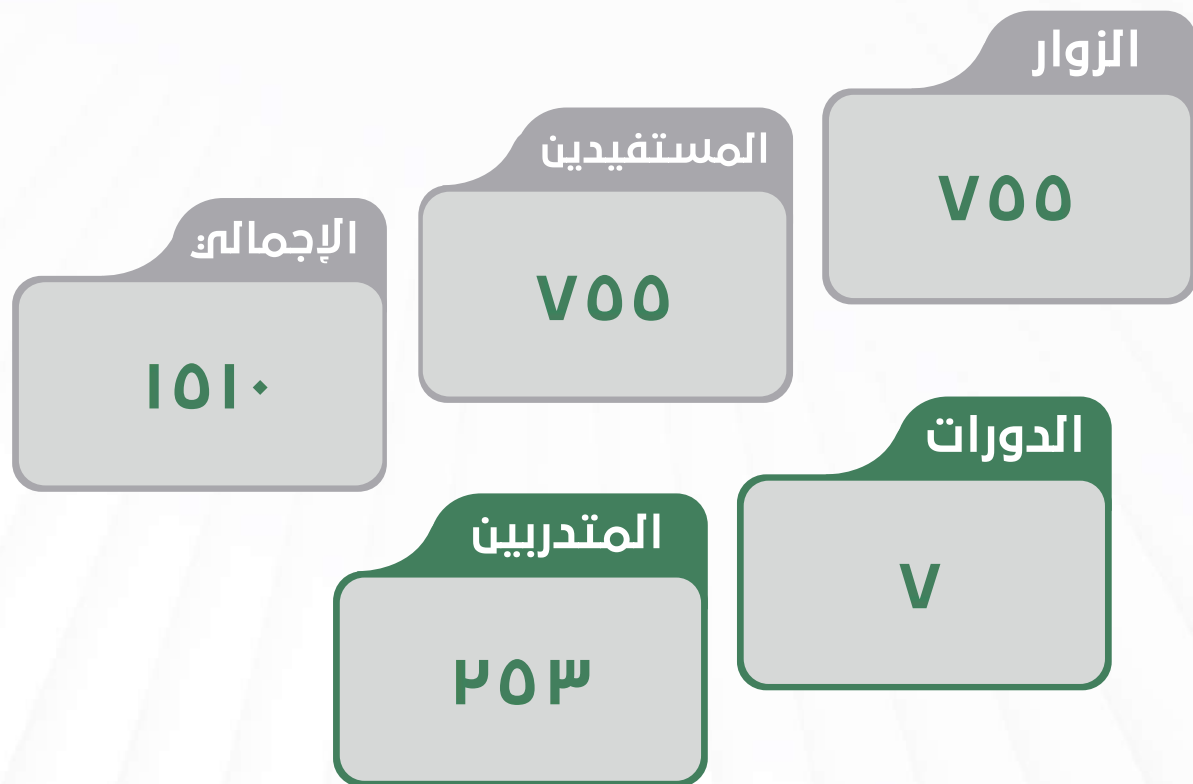 الزوار
٧٥٥
المستفيدين
٧٥٥
الإجمالي
١٥١٠
الدورات
٧
المتدربين
٢٥٣